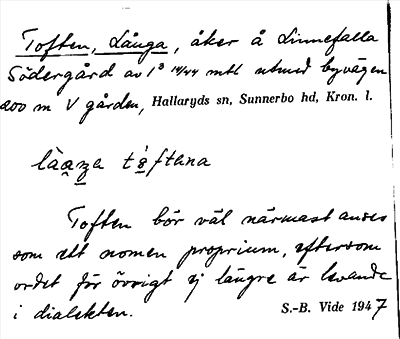 Toften, Långa, åker å Linnefalla
Södergård av 1³ 14/44 mtl utmed byvägen
200 m V gården, Hallaryds sn, Sunnerbo hd, Kron. l.
Toften bör väl närmast anses
som ett nomen proprium, eftersom
ordet för övrigt ej längre är levande
i dialekten. S.-B. Vide 1947